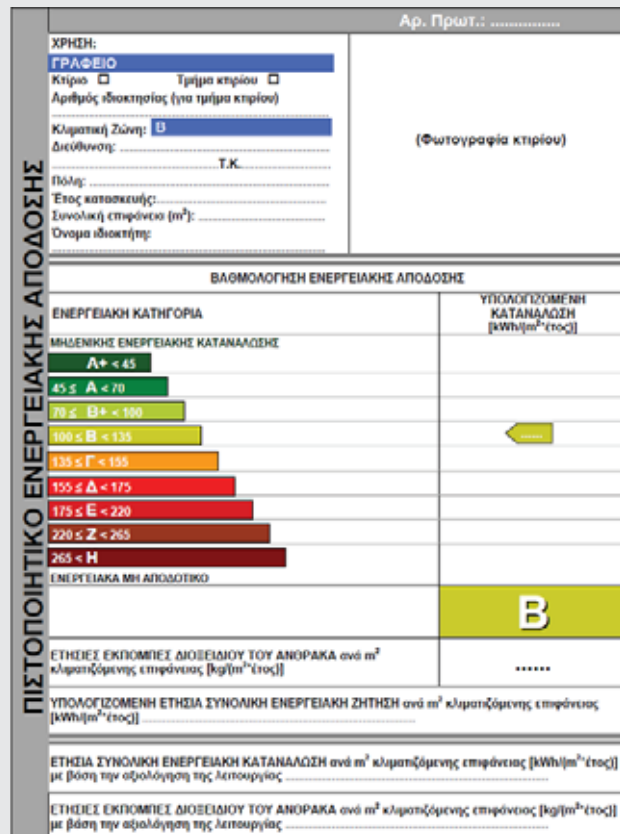 ΠΙΣΤΟΠΟΙΗΤΙΚΟ ΕΝΕΡΓΕΙΑΚΗΣ ΑΠΟΔΟΣΗΣ
Αρ. Πρωτ.: ...............
ΧΡΗΣΗ:
ΓΡΑΦΕΙΟ
Κτίριο ☐ Τμήμα κτιρίου ☐
Αριθμός ιδιοκτησίας (για τμήμα κτιρίου)
Κλιματική Ζώνη: Β
Διεύθυνση:
Τ.Κ.
Πόλη:
Έτος κατασκευής:
Συνολική επιφάνεια (m²):
Όνομα ιδιοκτήτη:
(Φωτογραφία κτιρίου)
ΒΑΘΜΟΛΟΓΗΣΗ ΕΝΕΡΓΕΙΑΚΗΣ ΑΠΟΔΟΣΗΣ
ΕΝΕΡΓΕΙΑΚΗ ΚΑΤΗΓΟΡΙΑ
ΥΠΟΛΟΓΙΖΟΜΕΝΗ
ΚΑΤΑΝΑΛΩΣΗ
[kWh/(m²*έτος)]
ΜΗΔΕΝΙΚΗΣ ΕΝΕΡΓΕΙΑΚΗΣ ΚΑΤΑΝΑΛΩΣΗΣ
Α+ < 45
45 ≤ Α < 70
70 ≤ Β+ < 100
100 ≤ Β < 135
......
135 ≤ Γ < 155
155 ≤ Δ < 175
175 ≤ Ε < 220
220 ≤ Ζ < 265
265 < Η
ΕΝΕΡΓΕΙΑΚΑ ΜΗ ΑΠΟΔΟΤΙΚΟ
Β
ΕΤΗΣΙΕΣ ΕΚΠΟΜΠΕΣ ΔΙΟΞΕΙΔΙΟΥ ΤΟΥ ΑΝΘΡΑΚΑ ανά m²
κλιματιζόμενης επιφάνειας [kg/(m²*έτος)]
......
ΥΠΟΛΟΓΙΖΟΜΕΝΗ ΕΤΗΣΙΑ ΣΥΝΟΛΙΚΗ ΕΝΕΡΓΕΙΑΚΗ ΖΗΤΗΣΗ ανά m² κλιματιζόμενης επιφάνειας
[kWh/(m²*έτος)]
ΕΤΗΣΙΑ ΣΥΝΟΛΙΚΗ ΕΝΕΡΓΕΙΑΚΗ ΚΑΤΑΝΑΛΩΣΗ ανά m² κλιματιζόμενης επιφάνειας [kWh/(m²*έτος)]
με βάση την αξιολόγηση της λειτουργίας
ΕΤΗΣΙΕΣ ΕΚΠΟΜΠΕΣ ΔΙΟΞΕΙΔΙΟΥ ΤΟΥ ΑΝΘΡΑΚΑ ανά m² κλιματιζόμενης επιφάνειας [kg/(m²*έτος)]
με βάση την αξιολόγηση της λειτουργίας